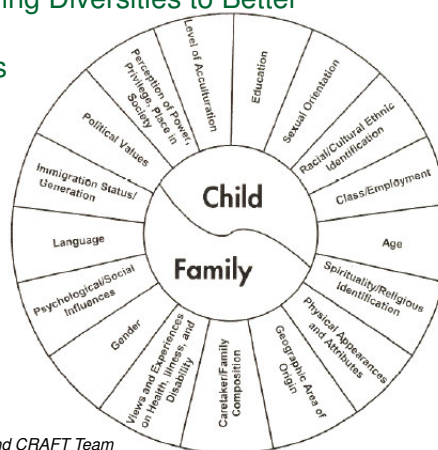 ing Diversities to Better
s
Level of Acculturation
Education
Sexual Orientation
Racial/Cultural Ethnic
Identification
Class/Employment
Age
Spirituality/Religious
Identification
Physical Appearances
and Attributes
Geographic Area of
Origin
Caretaker/Family
Composition
Views and Experiences
on Health, Illness, and
Disability
Gender
Psychological/Social
Influences
Language
Immigration Status/
Generation
Political Values
Perception of Power,
Privilege, Place in
Society
Child
Family
nd CRAFT Team